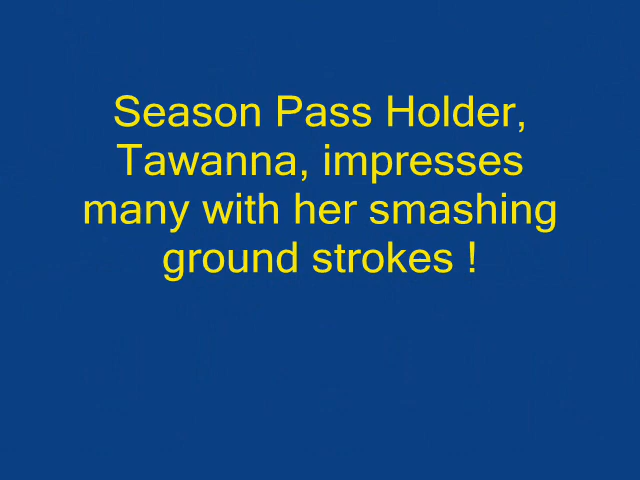 Season Pass Holder,
Tawanna, impresses
many with her smashing
ground strokes !